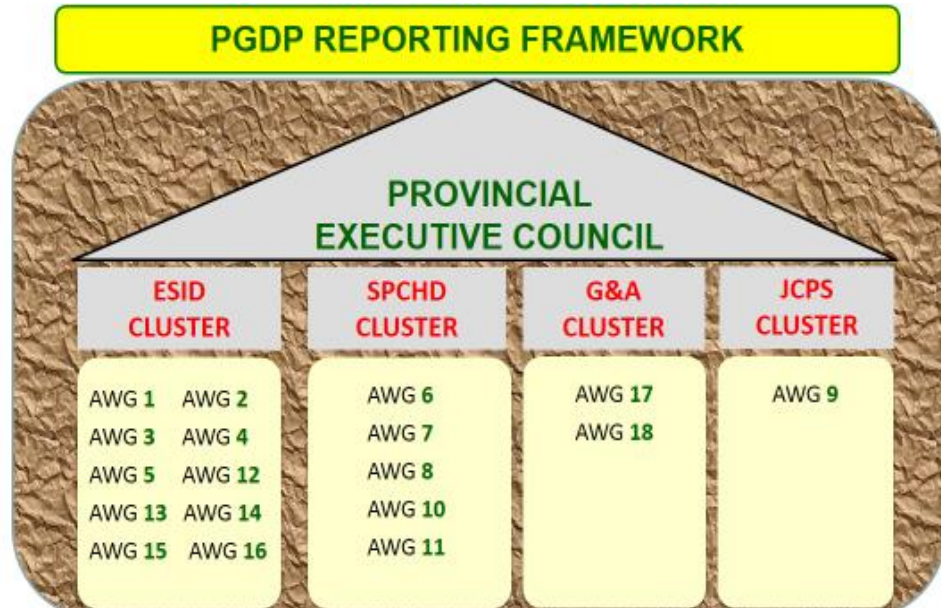 PGDP REPORTING FRAMEWORK
PROVINCIAL
EXECUTIVE COUNCIL
ESID
CLUSTER
AWG 1 AWG 2
AWG 3 AWG 4
AWG 5 AWG 12
AWG 13 AWG 14
AWG 15 AWG 16
SPCHD
CLUSTER
AWG 6
AWG 7
AWG 8
AWG 10
AWG 11
G&A
CLUSTER
AWG 17
AWG 18
JCPS
CLUSTER
AWG 9